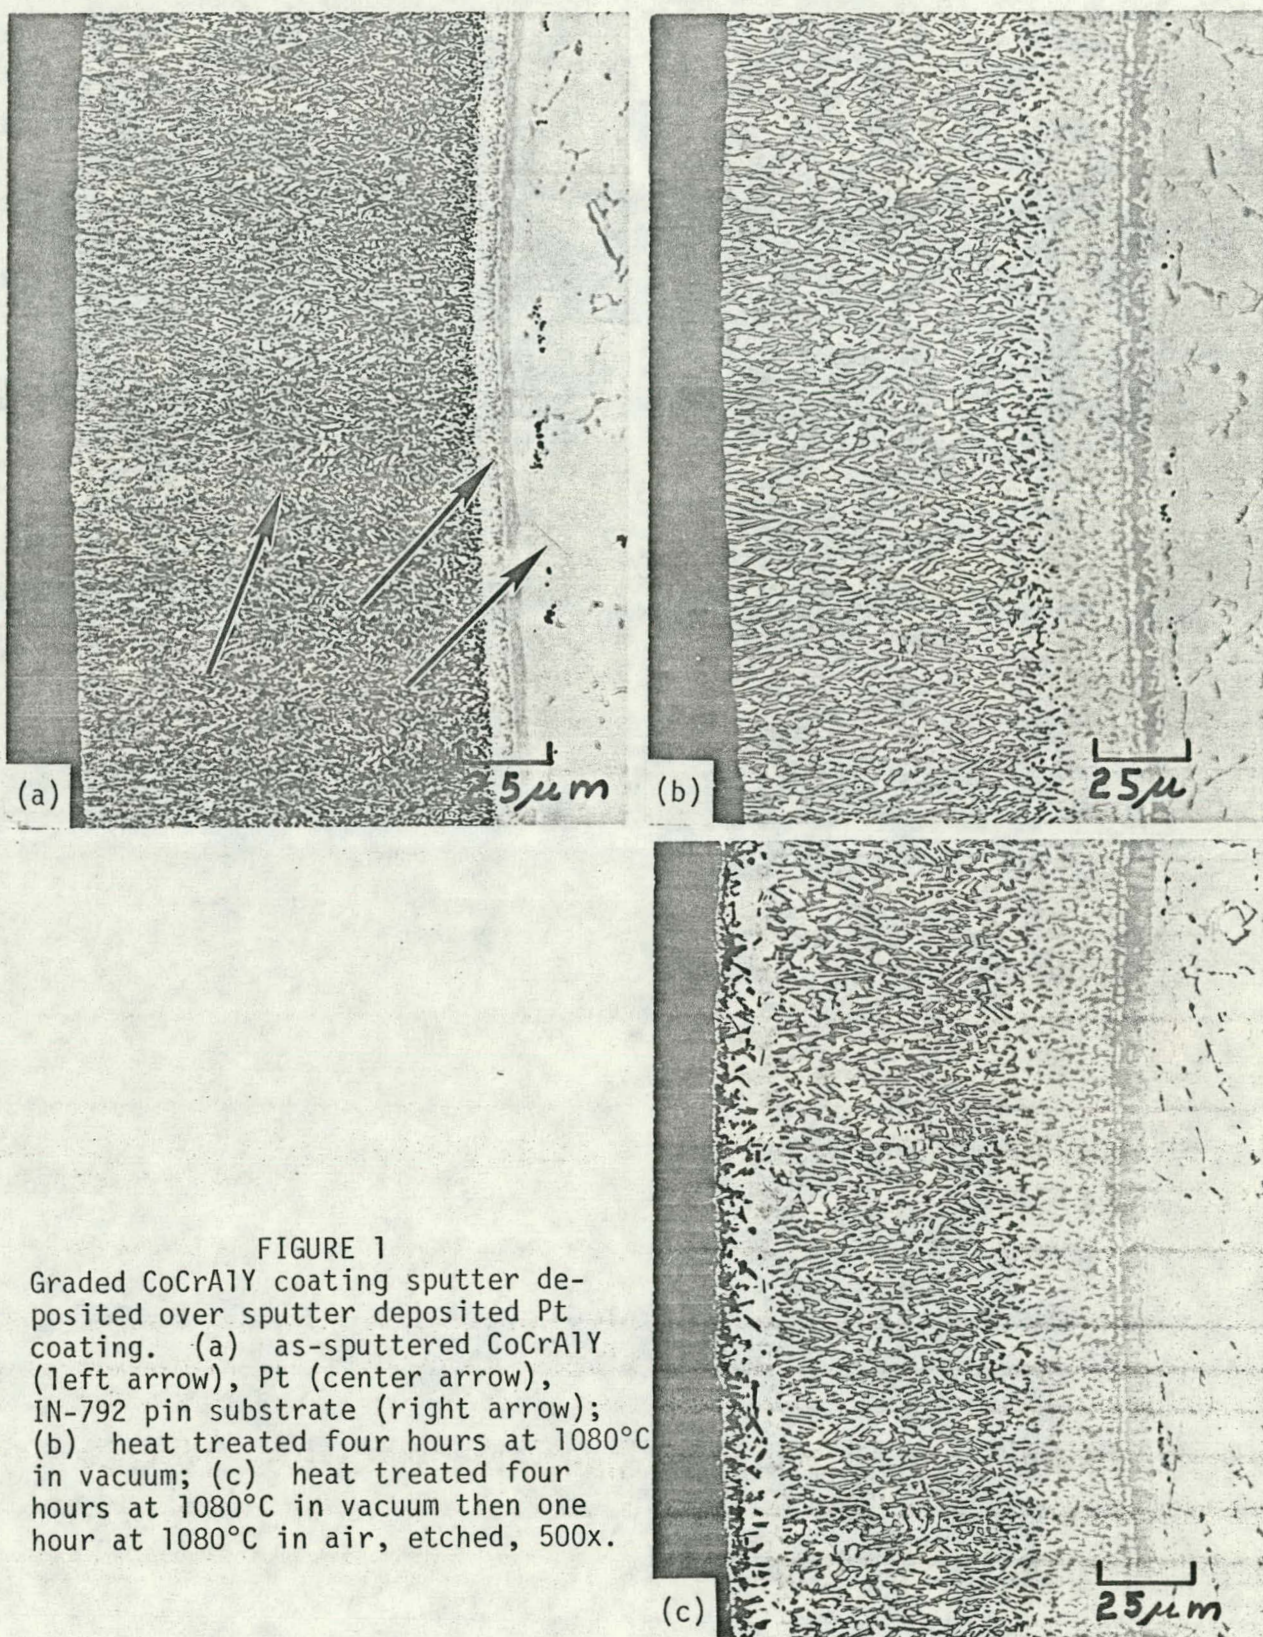 (a)
25μm
(b)
25μ
FIGURE 1
Graded CoCrAlY coating sputter de-
posited over sputter deposited Pt
coating. (a) as-sputtered CoCrAlY
(left arrow), Pt (center arrow),
IN-792 pin substrate (right arrow);
(b) heat treated four hours at 1080°C
in vacuum; (c) heat treated four
hours at 1080°C in vacuum then one
hour at 1080°C in air, etched, 500x.
(c)
25μm